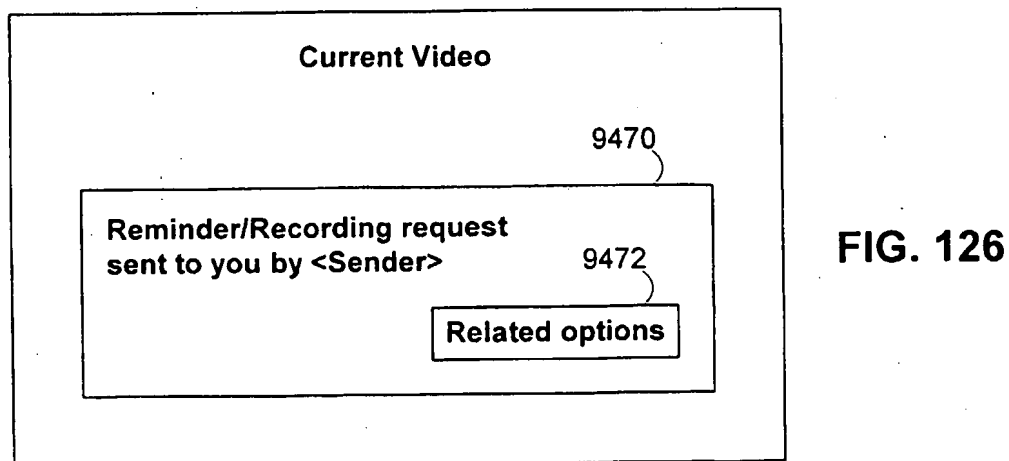 Current Video
9470
Reminder/Recording request
sent to you by <Sender>
9472
Related options
FIG. 126